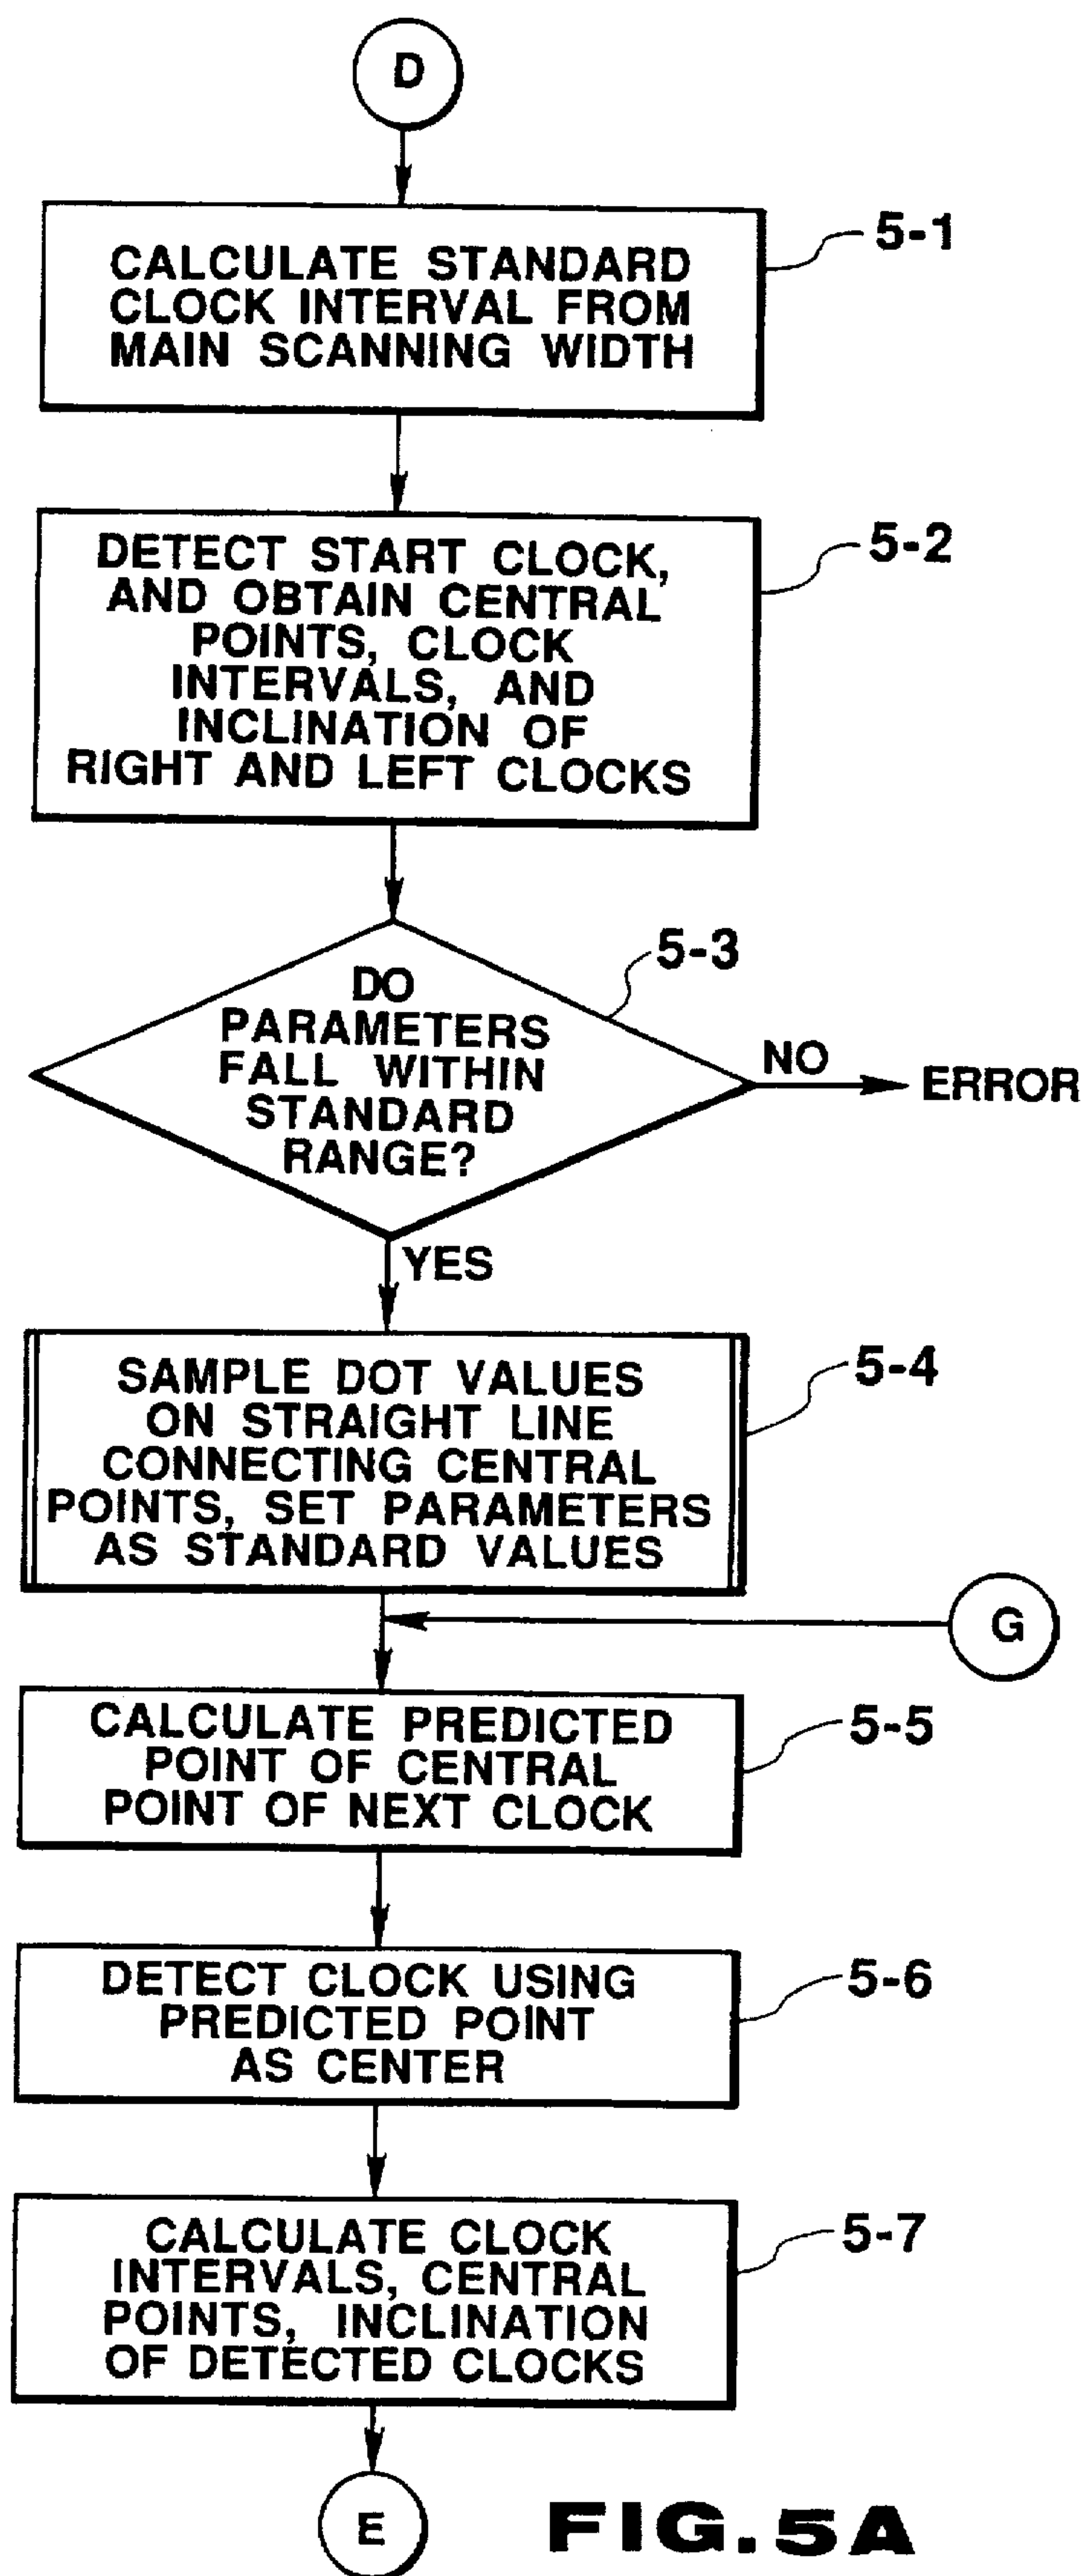 D
5-1
CALCULATE STANDARD
CLOCK INTERVAL FROM
MAIN SCANNING WIDTH
5-2
DETECT START CLOCK,
AND OBTAIN CENTRAL
POINTS, CLOCK
INTERVALS, AND
INCLINATION OF
RIGHT AND LEFT CLOCKS
5-3
DO
PARAMETERS
FALL WITHIN
STANDARD
RANGE?
NO
ERROR
YES
5-4
SAMPLE DOT VALUES
ON STRAIGHT LINE
CONNECTING CENTRAL
POINTS, SET PARAMETERS
AS STANDARD VALUES
G
5-5
CALCULATE PREDICTED
POINT OF CENTRAL
POINT OF NEXT CLOCK
5-6
DETECT CLOCK USING
PREDICTED POINT
AS CENTER
5-7
CALCULATE CLOCK
INTERVALS, CENTRAL
POINTS, INCLINATION
OF DETECTED CLOCKS
E
FIG.5A